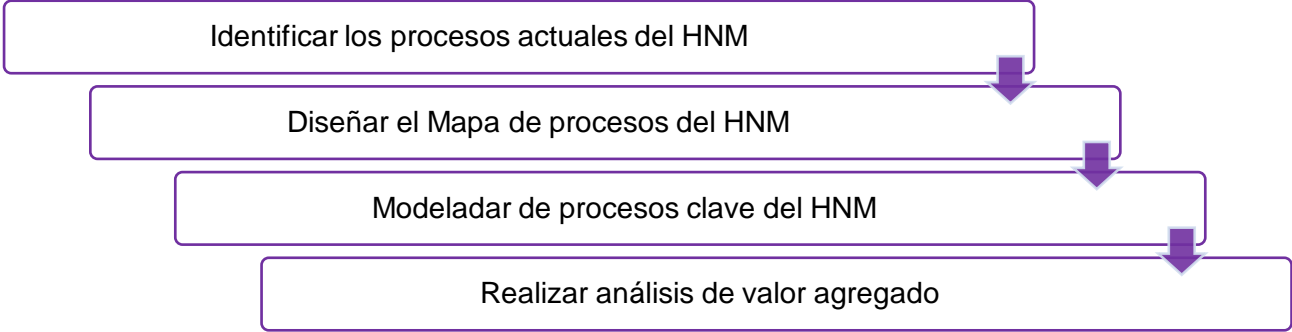 Identificar los procesos actuales del HNM
Diseñar el Mapa de procesos del HNM
Modeladar de procesos clave del HNM
Realizar análisis de valor agregado